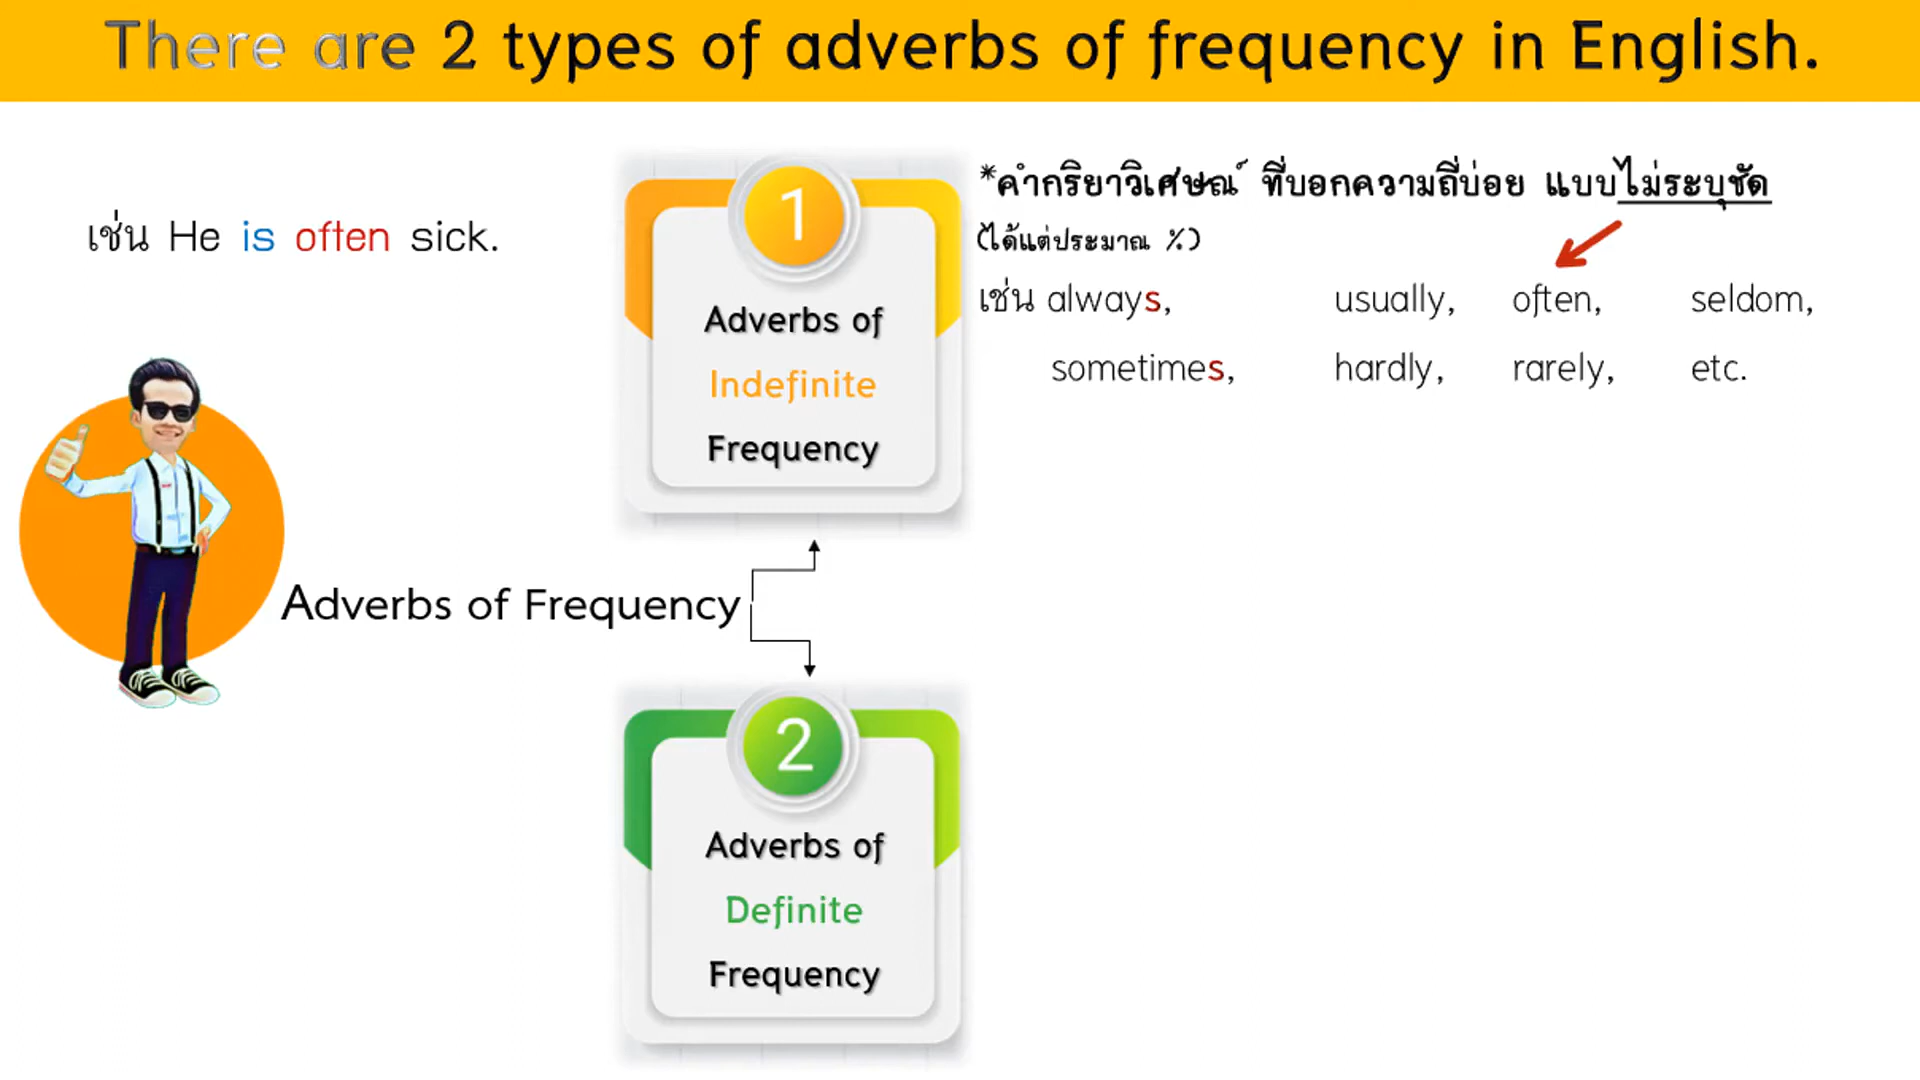 There are 2 types of adverbs of frequency in English.
เช่น He is often sick.
1
Adverbs of
Indefinite
Frequency
*คำกริยาวิเศษณ์ ที่บอกความถี่บ่อย แบบไม่ระบุชัด
(ได้แต่ประมาณ %)
เช่น always, usually, often, seldom,
sometimes, hardly, rarely, etc.
Adverbs of Frequency
2
Adverbs of
Definite
Frequency